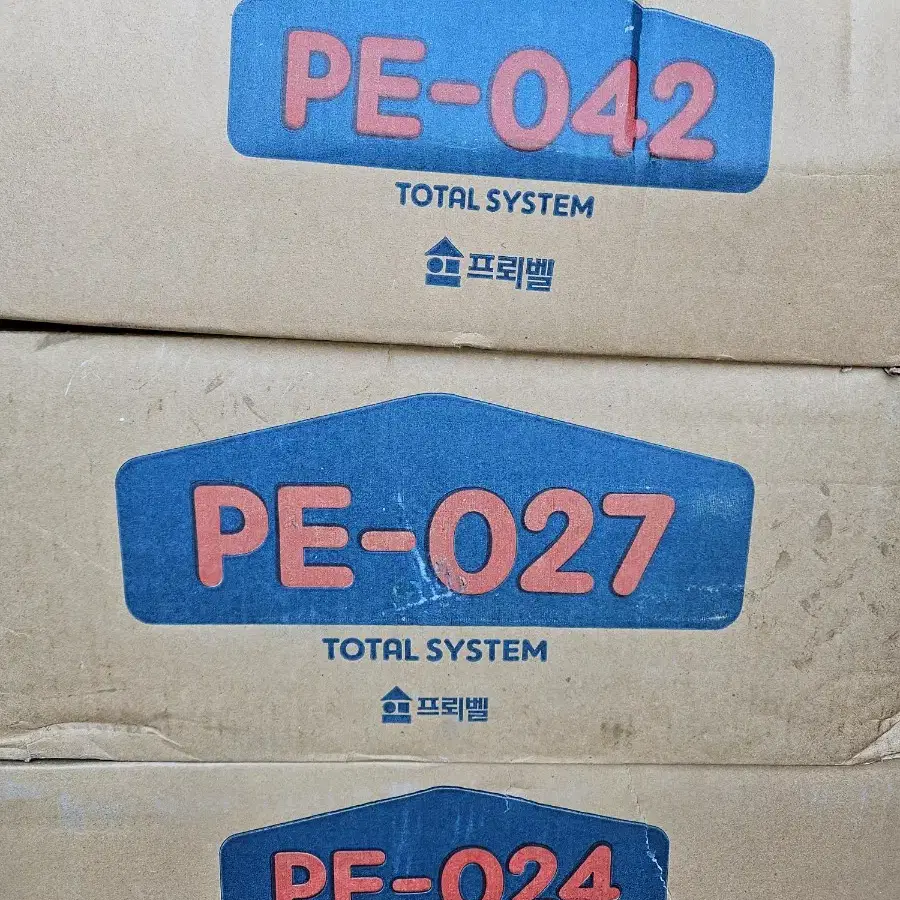 PE-042
TOTAL SYSTEM
프뢰벨
PE-027
TOTAL SYSTEM
프뢰벨
PE-024